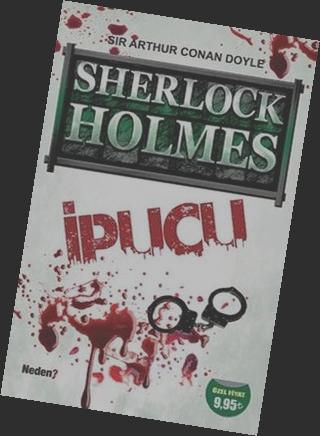 SIR ARTHUR CONAN DOYLE
SHERLOCK
HOLMES
İPUCU
Neden?
ÖZEL FİYAT
9,95₺